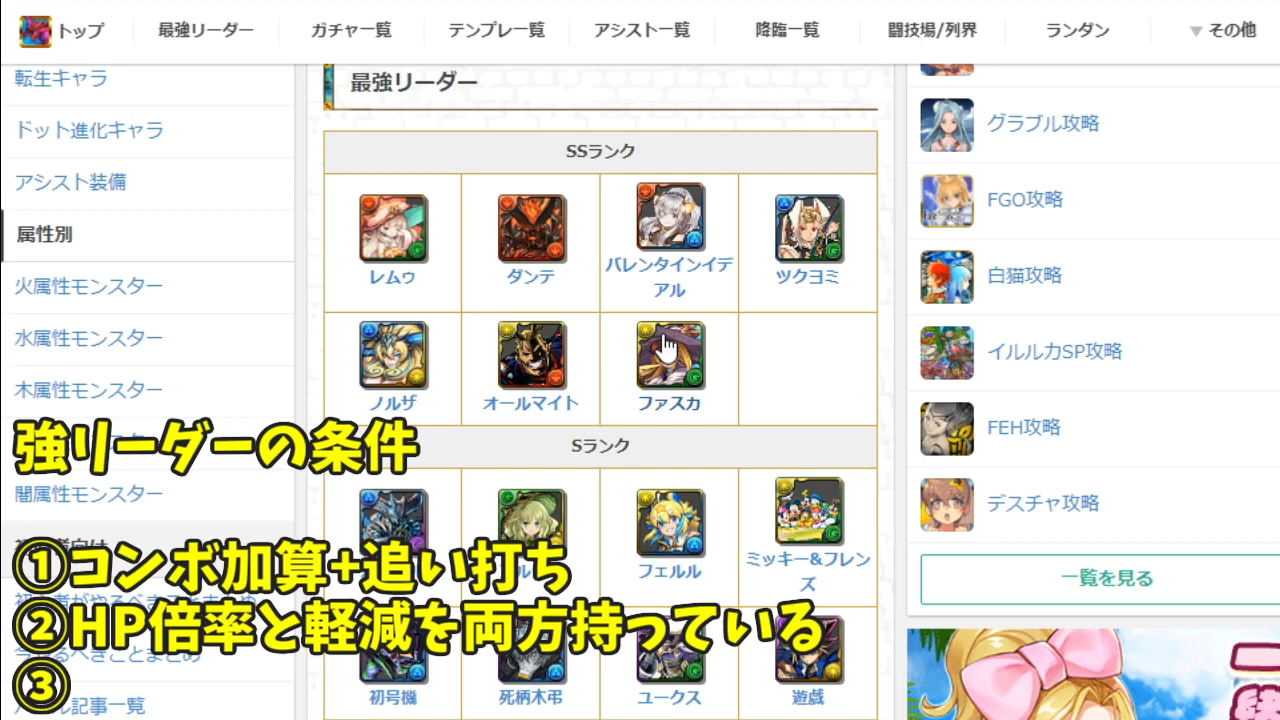 トップ
最強リーダー
ガチャ一覧
テンプレ一覧
アシスト一覧
降臨一覧
闘技場/列界
ランダン
▼その他
転生キャラ
ドット進化キャラ
アシスト装備
属性別
火属性モンスター
水属性モンスター
木属性モンスター
闇属性モンスター
最強リーダー
SSランク
レムゥ
ダンテ
バレンタインイデ
アル
ツクヨミ
ノルザ
オールマイト
ファスカ
Sランク
フェルル
ミッキー&フレン
ズ
初号機
死柄木弔
ユークス
遊戯
グラブル攻略
FGO攻略
白猫攻略
イルルカSP攻略
FEH攻略
デスチャ攻略
一覧を見る
強リーダーの条件
①コンボ加算+追い打ち
②HP倍率と軽減を両方持っている
③